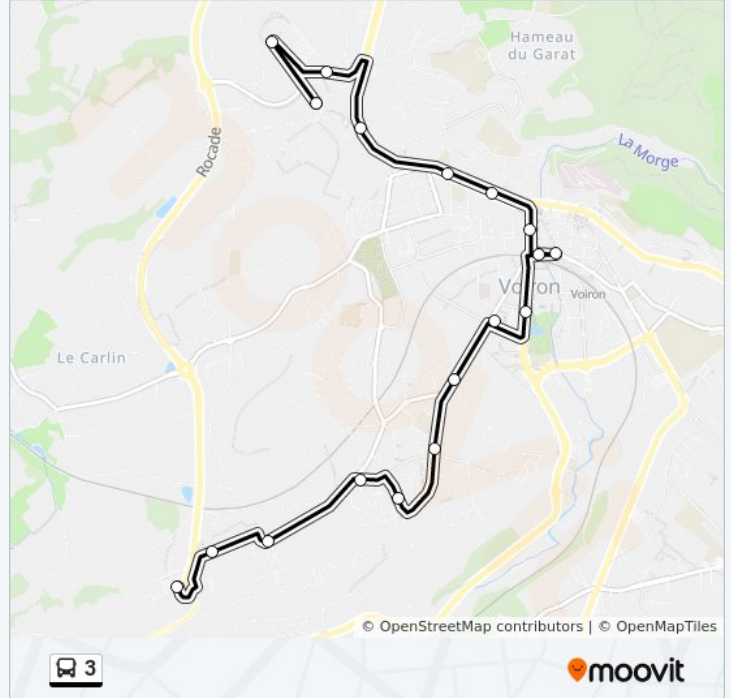 Hameau
du Garat
La Morge
Rocade
Voiron
Voiron
Le Carlin
© OpenStreetMap contributors | © OpenMapTiles
3
moovit